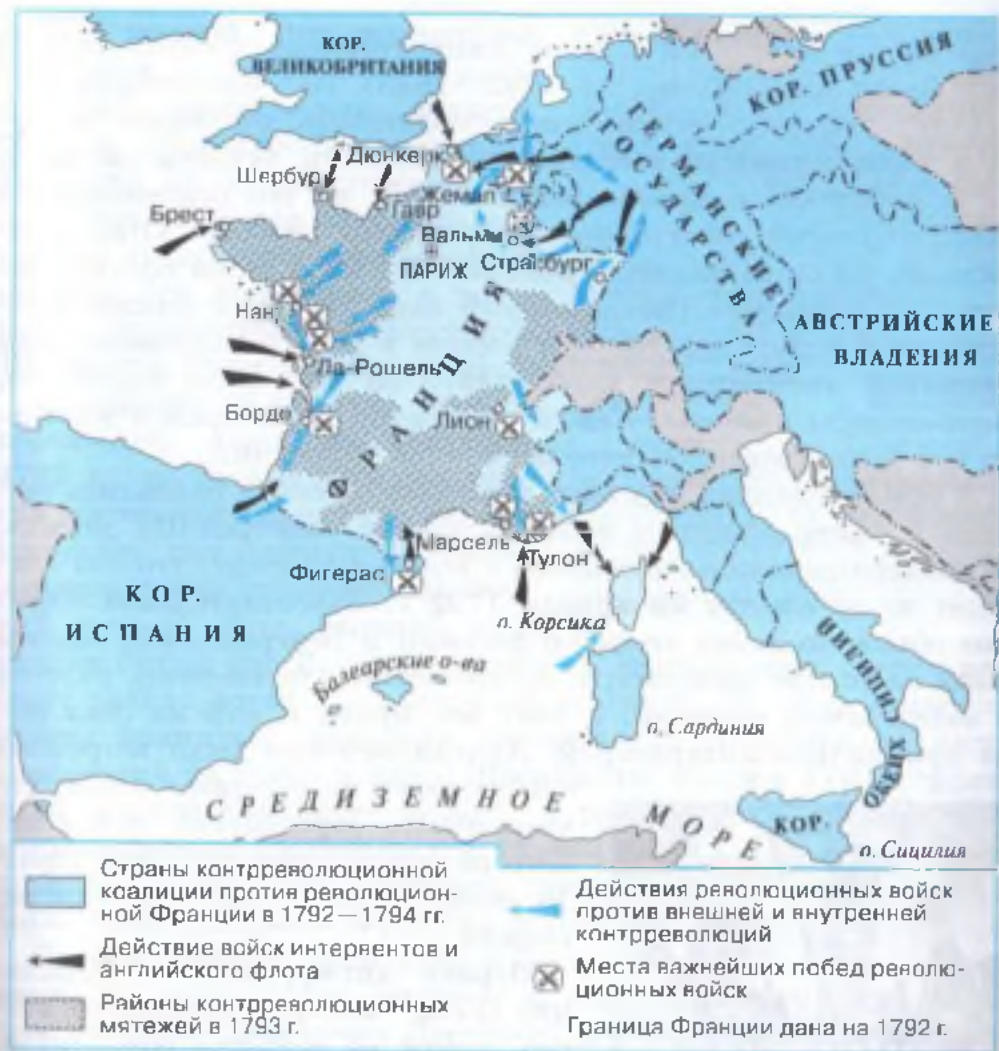 КОР.
ВЕЛИКОБРИТАНИЯ
КОР. ПРУССИЯ
ГЕРМАНСКИЕ
ГОСУДАРСТВА
Дюнкерк
Шербур
Гавр
Жемап
Брест
Вальми
ПАРИЖ
Страсбург
АВСТРИЙСКИЕ
ВЛАДЕНИЯ
Нант
ФРАНЦИЯ
Ла-Рошель
Бордо
Лион
Марсель
Тулон
Фигерас
КОР.
ИСПАНИЯ
о. Корсика
Балеарские о-ва
о. Сардиния
СРЕДИЗЕМНОЕ МОРЕ
КОР.
ОБЕИХ
СИЦИЛИЙ
о. Сицилия
Страны контрреволюционной
коалиции против революцион-
ной Франции в 1792—1794 гг.
Действие войск интервентов и
английского флота
Районы контрреволюционных
мятежей в 1793 г.
Действия революционных войск
против внешней и внутренней
контрреволюций
Места важнейших побед револю-
ционных войск
Граница Франции дана на 1792 г.